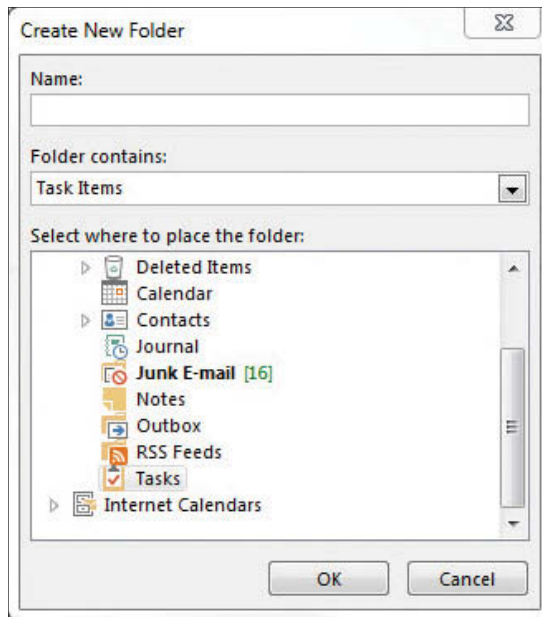 Create New Folder
Name:
Folder contains:
Task Items
Select where to place the folder:
Deleted Items
Calendar
Contacts
Journal
Junk E-mail [16]
Notes
Outbox
RSS Feeds
Tasks
Internet Calendars
OK Cancel